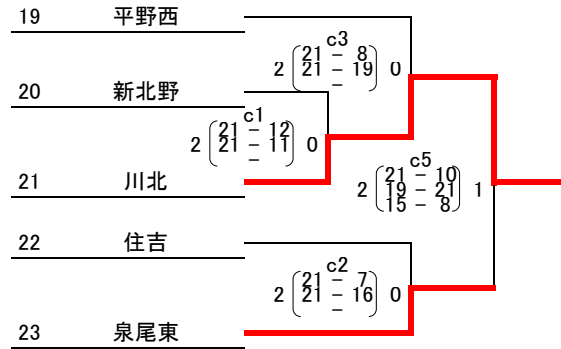 19 平野西
c3
21 - 8
2 21 - 19 0
-
20 新北野
c1
21 - 12
2 21 - 11 0
-
21 川北
c5
21 - 10
2 19 - 21 1
15 - 8
22 住吉
c2
21 - 7
2 21 - 16 0
-
23 泉尾東